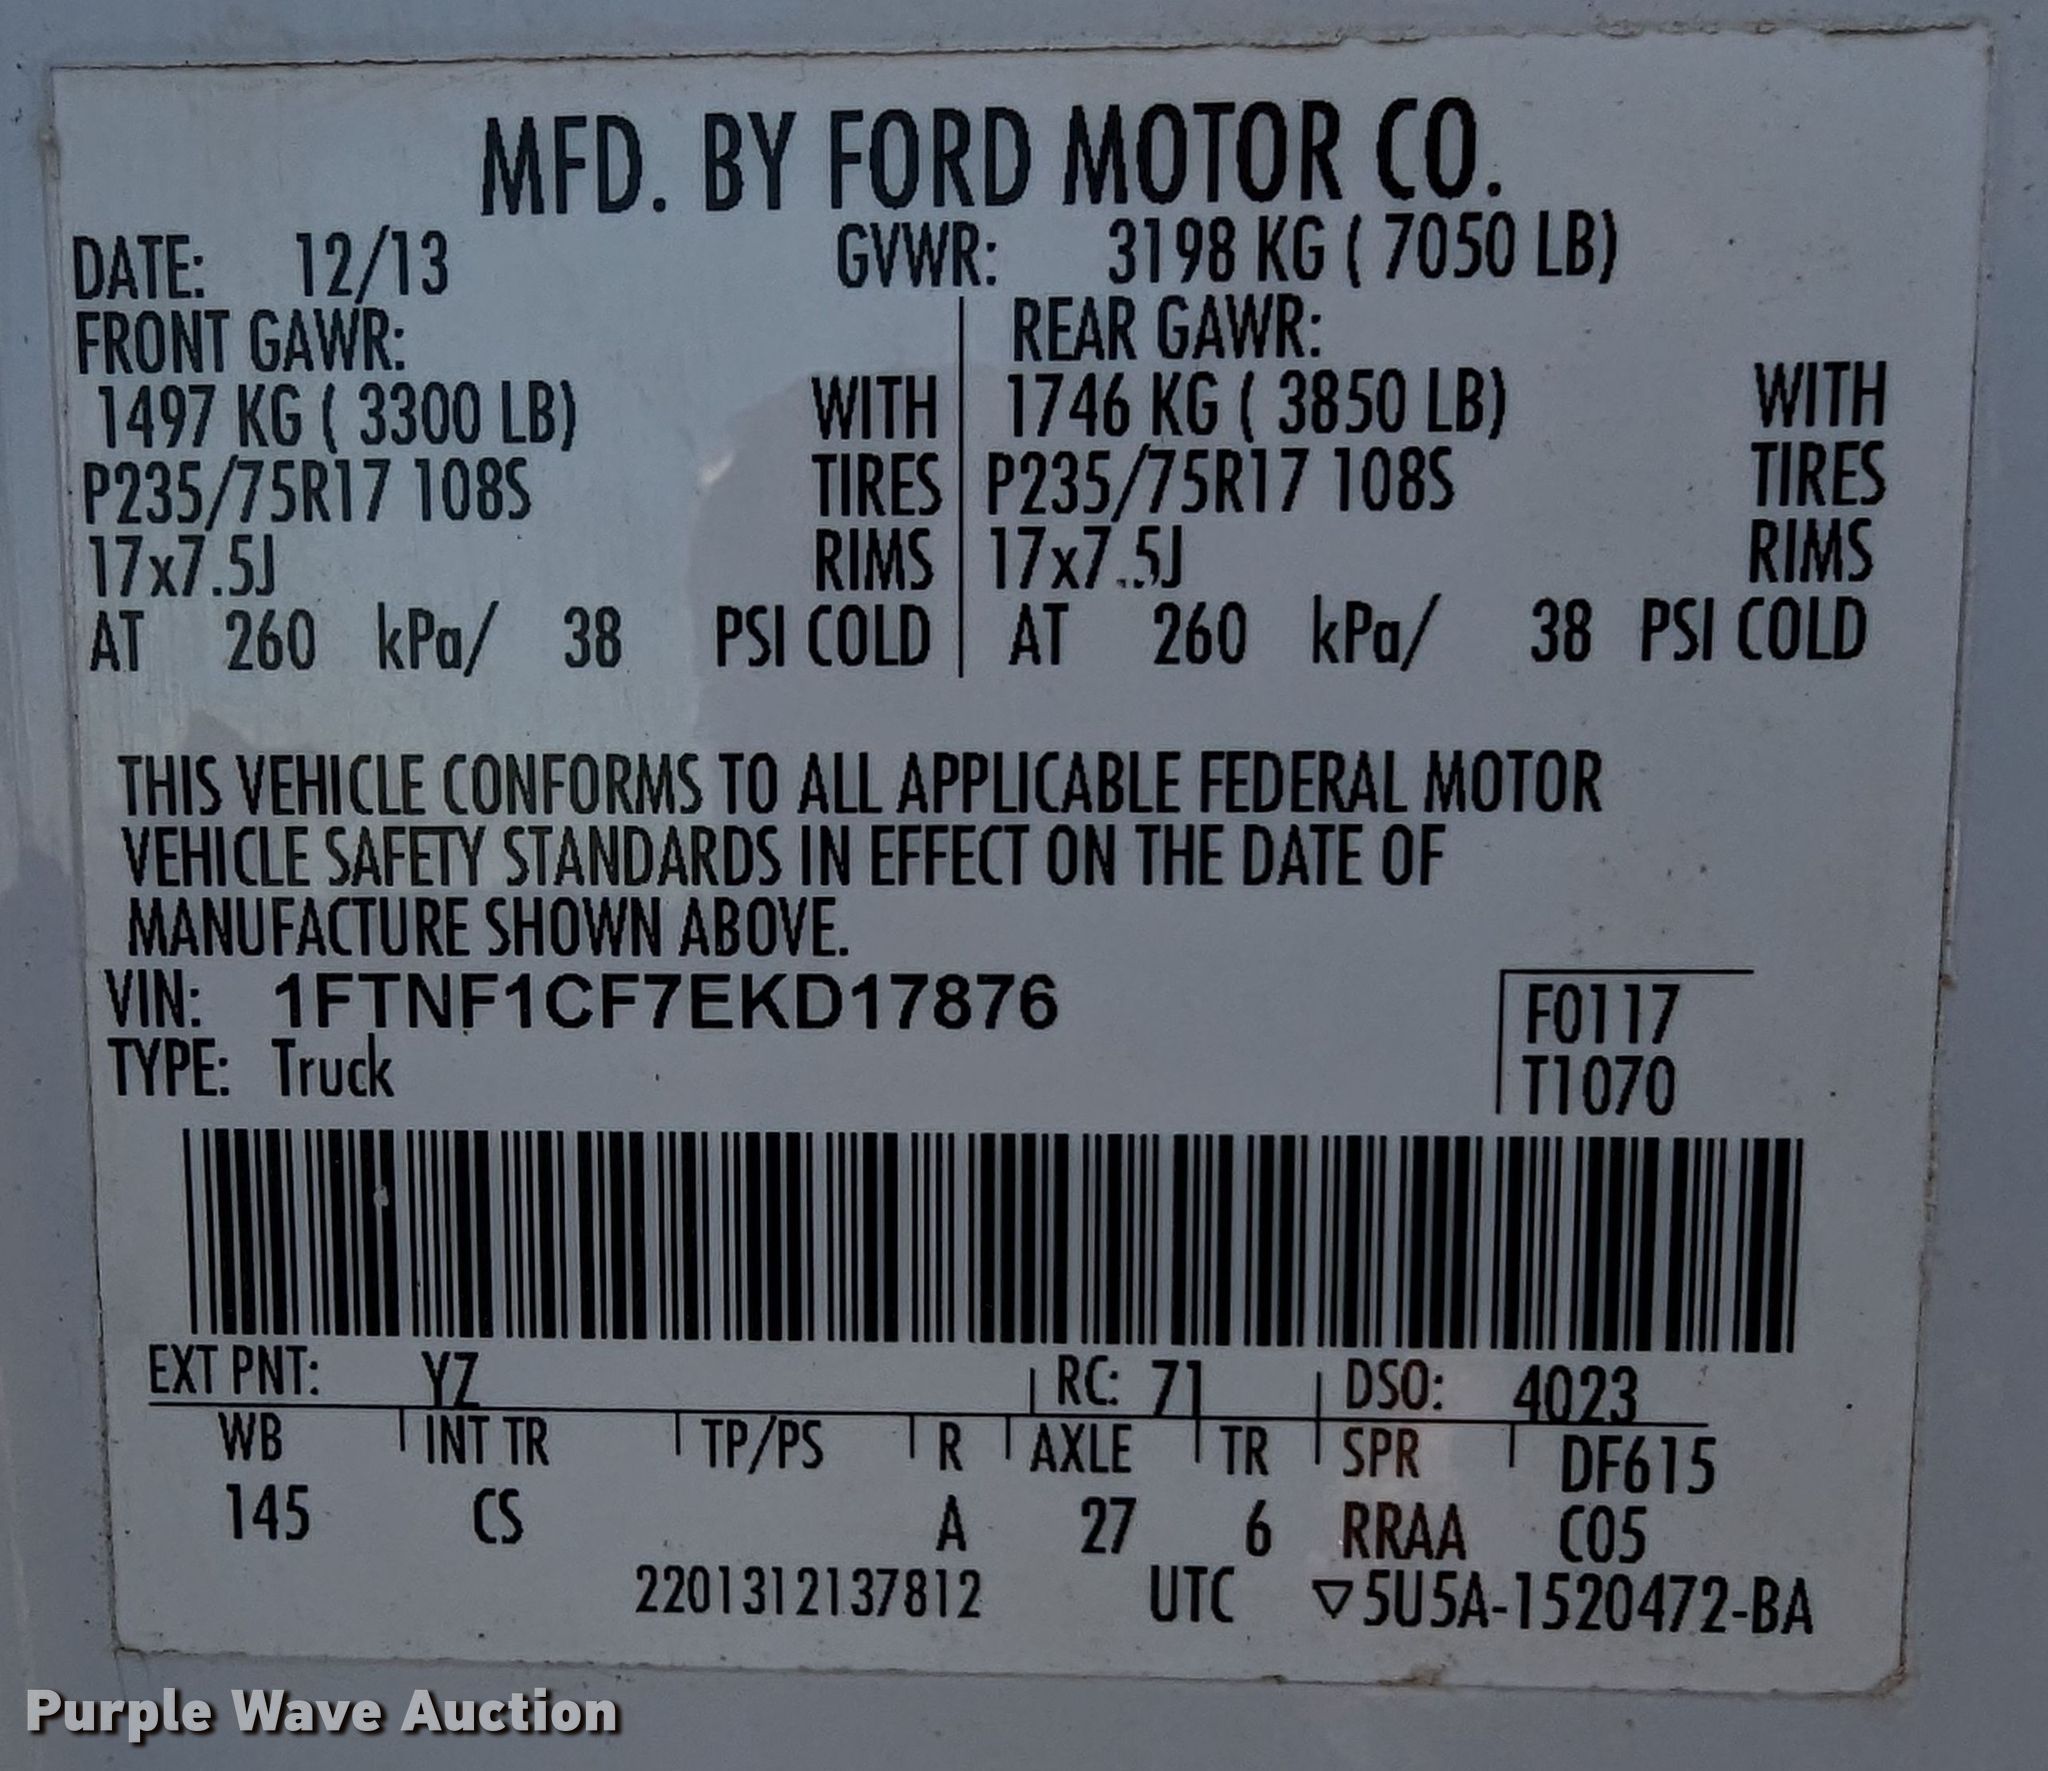 MFD. BY FORD MOTOR CO.
DATE: 12/13 GVWR: 3198 KG ( 7050 LB)
FRONT GAWR: REAR GAWR:
1497 KG ( 3300 LB) WITH 1746 KG ( 3850 LB) WITH
P235/75R17 108S TIRES P235/75R17 108S TIRES
17x7.5J RIMS 17x7.5J RIMS
AT 260 kPa/ 38 PSI COLD AT 260 kPa/ 38 PSI COLD
THIS VEHICLE CONFORMS TO ALL APPLICABLE FEDERAL MOTOR
VEHICLE SAFETY STANDARDS IN EFFECT ON THE DATE OF
MANUFACTURE SHOWN ABOVE.
VIN: 1FTNF1CF7EKD17876 F0117
TYPE: Truck T1070
EXT PNT: YZ RC: 71 DSO: 4023
WB INT TR TP/PS R AXLE TR SPR DF615
145 CS A 27 6 RRAA C05
2201312137812 UTC ▽5U5A-1520472-BA
Purple Wave Auction